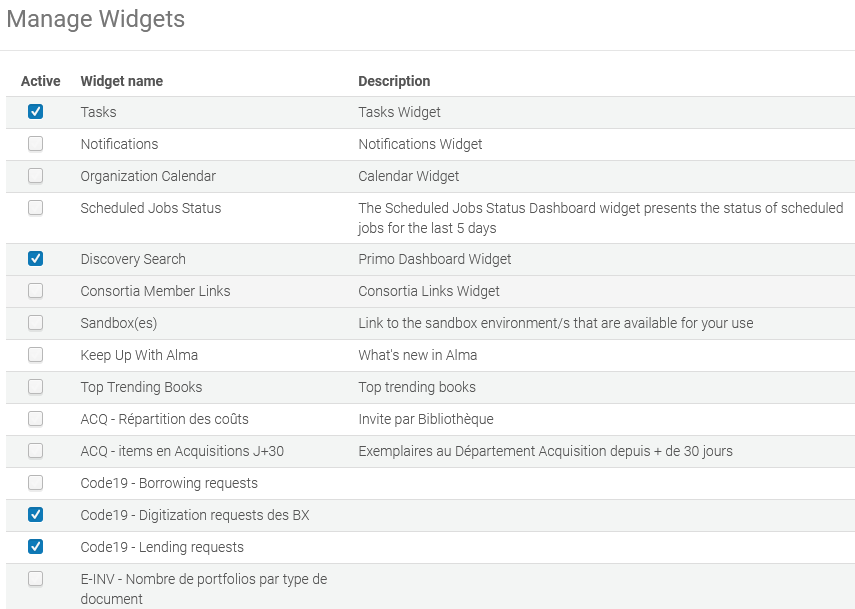 Manage Widgets
Active Widget name Description
Tasks Tasks Widget
Notifications Notifications Widget
Organization Calendar Calendar Widget
Scheduled Jobs Status The Scheduled Jobs Status Dashboard widget presents the status of scheduled
jobs for the last 5 days
Discovery Search Primo Dashboard Widget
Consortia Member Links Consortia Links Widget
Sandbox(es) Link to the sandbox environment/s that are available for your use
Keep Up With Alma What's new in Alma
Top Trending Books Top trending books
ACQ - Répartition des coûts Invite par Bibliothèque
ACQ - items en Acquisitions J+30 Exemplaires au Département Acquisition depuis + de 30 jours
Code19 - Borrowing requests
Code19 - Digitization requests des BX
Code19 - Lending requests
E-INV - Nombre de portfolios par type de
document